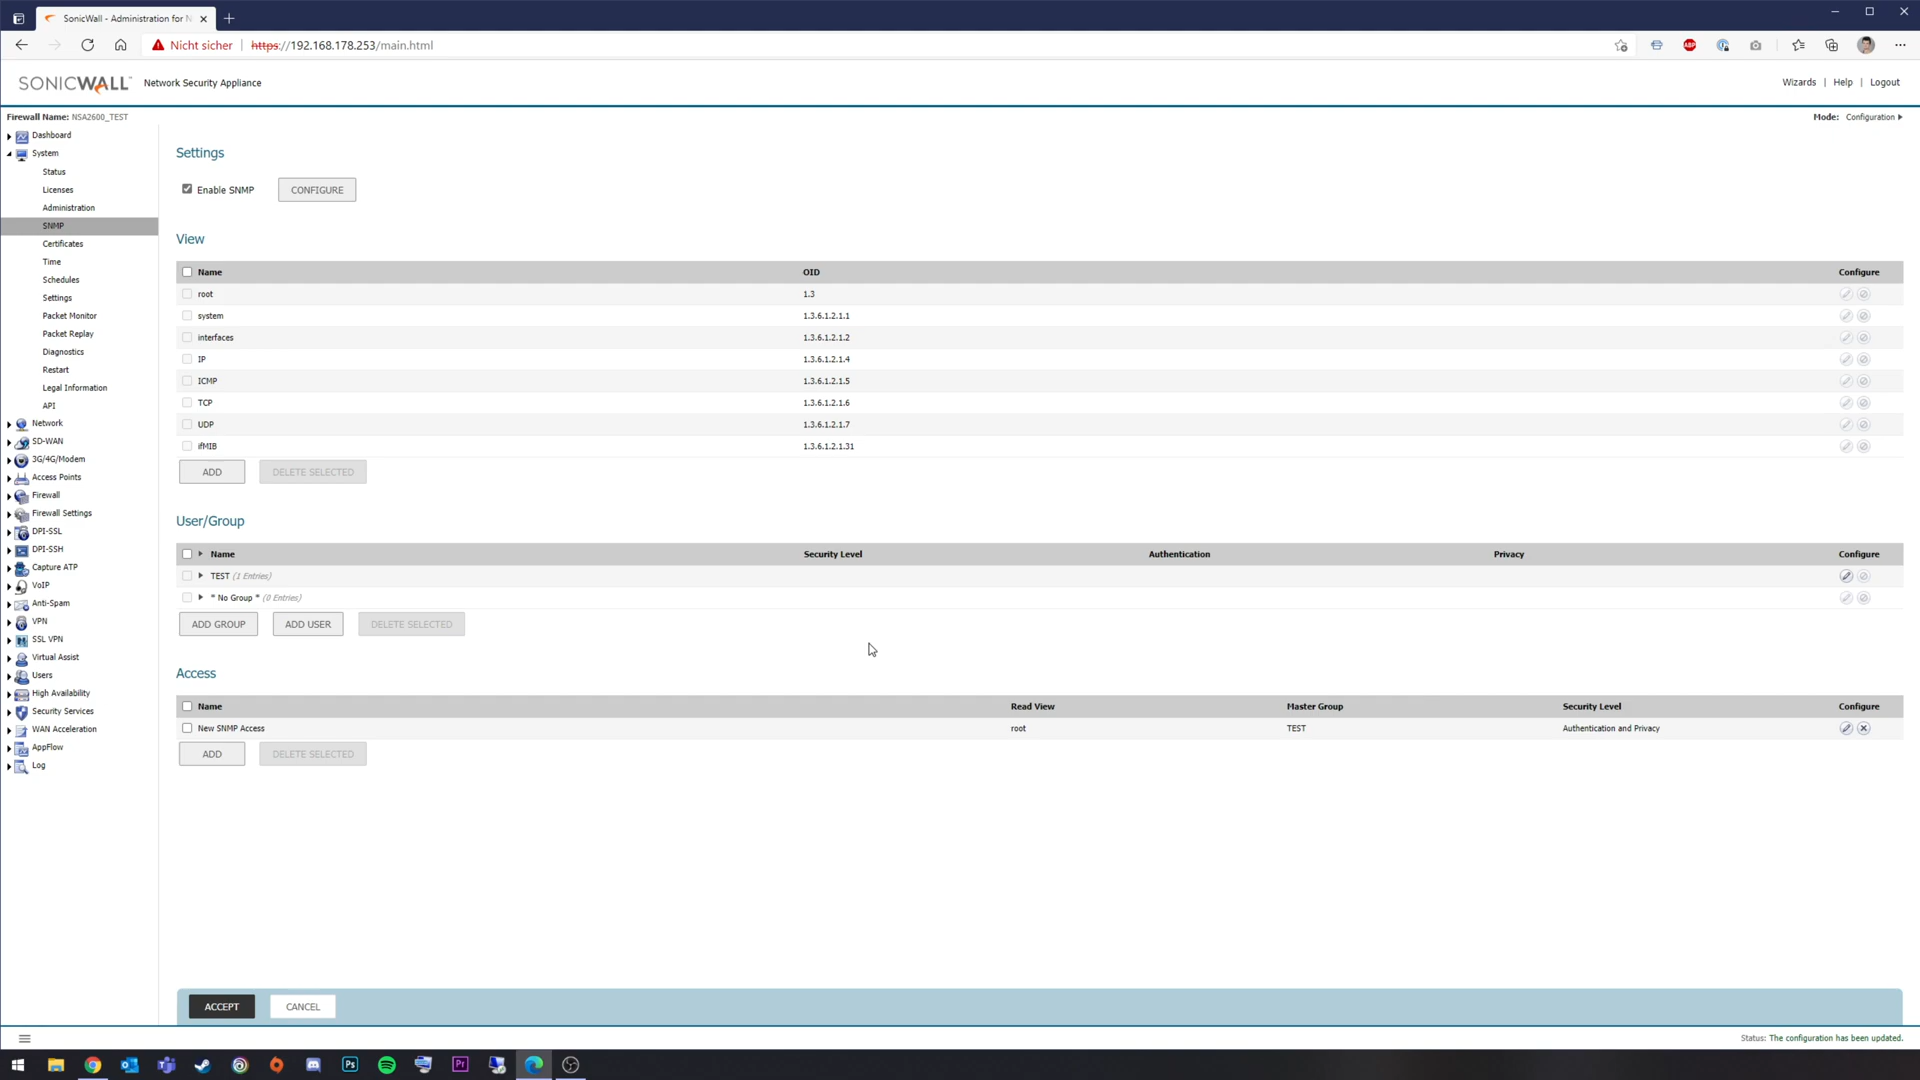 SonicWall - Administration for N
Nicht sicher
https://192.168.178.253/main.html
SONICWALL
Network Security Appliance
Wizards | Help | Logout
Firewall Name: NSA2600_TEST
Mode: Configuration
Dashboard
System
Status
Licenses
Administration
SNMP
Certificates
Time
Schedules
Settings
Packet Monitor
Packet Replay
Diagnostics
Restart
Legal Information
API
Network
SD-WAN
3G/4G/Modem
Access Points
Firewall
Firewall Settings
DPI-SSL
DPI-SSH
Capture ATP
VoIP
Anti-Spam
VPN
SSL VPN
Virtual Assist
Users
High Availability
Security Services
WAN Acceleration
AppFlow
Log
Settings
Enable SNMP CONFIGURE
View
Name OID Configure
root 1.3
system 1.3.6.1.2.1.1
interfaces 1.3.6.1.2.1.2
IP 1.3.6.1.2.1.4
ICMP 1.3.6.1.2.1.5
TCP 1.3.6.1.2.1.6
UDP 1.3.6.1.2.1.7
ifMIB 1.3.6.1.2.1.31
ADD DELETE SELECTED
User/Group
Name Security Level Authentication Privacy Configure
TEST (1 Entries)
* No Group * (0 Entries)
ADD GROUP ADD USER DELETE SELECTED
Access
Name Read View Master Group Security Level Configure
New SNMP Access root TEST Authentication and Privacy
ADD DELETE SELECTED
ACCEPT CANCEL
Status: The configuration has been updated.
ABP
Ps
Pr